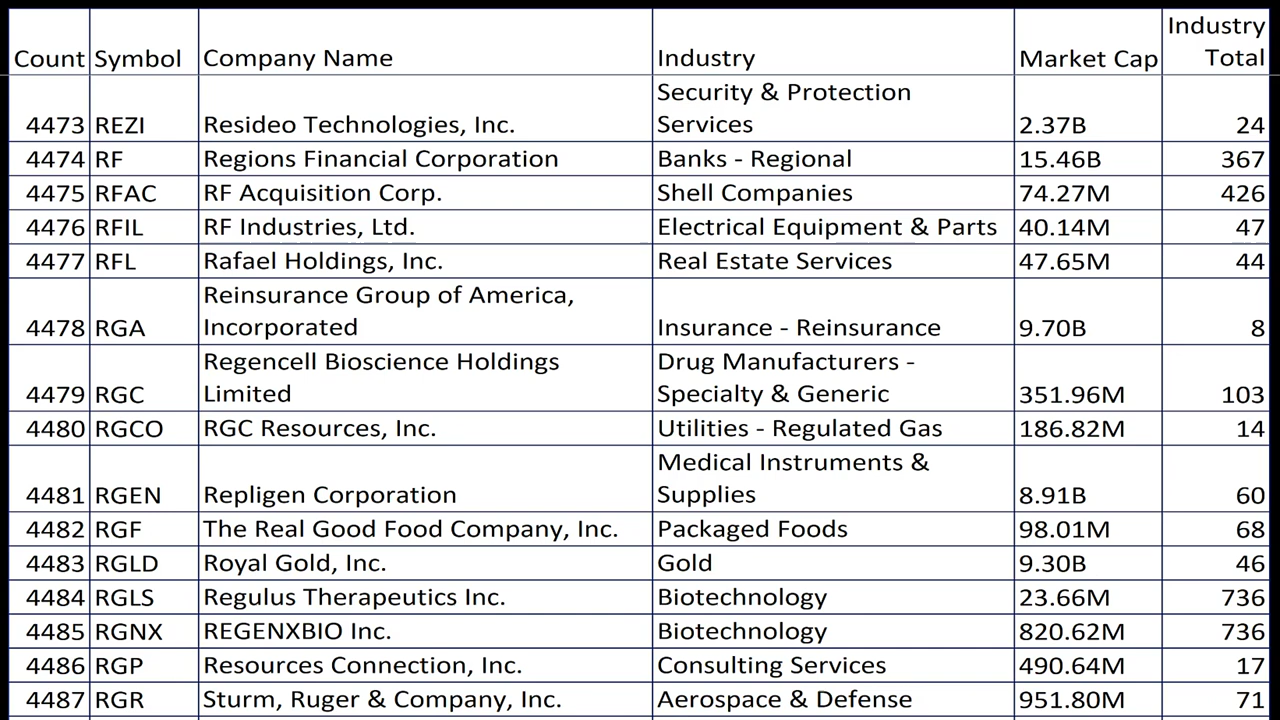 Count Symbol Company Name Industry Market Cap Industry Total
4473 REZI Resideo Technologies, Inc. Security & Protection Services 2.37B 24
4474 RF Regions Financial Corporation Banks - Regional 15.46B 367
4475 RFAC RF Acquisition Corp. Shell Companies 74.27M 426
4476 RFIL RF Industries, Ltd. Electrical Equipment & Parts 40.14M 47
4477 RFL Rafael Holdings, Inc. Real Estate Services 47.65M 44
4478 RGA Reinsurance Group of America, Incorporated Insurance - Reinsurance 9.70B 8
4479 RGC Regencell Bioscience Holdings Limited Drug Manufacturers - Specialty & Generic 351.96M 103
4480 RGCO RGC Resources, Inc. Utilities - Regulated Gas 186.82M 14
4481 RGEN Repligen Corporation Medical Instruments & Supplies 8.91B 60
4482 RGF The Real Good Food Company, Inc. Packaged Foods 98.01M 68
4483 RGLD Royal Gold, Inc. Gold 9.30B 46
4484 RGLS Regulus Therapeutics Inc. Biotechnology 23.66M 736
4485 RGNX REGENXBIO Inc. Biotechnology 820.62M 736
4486 RGP Resources Connection, Inc. Consulting Services 490.64M 17
4487 RGR Sturm, Ruger & Company, Inc. Aerospace & Defense 951.80M 71